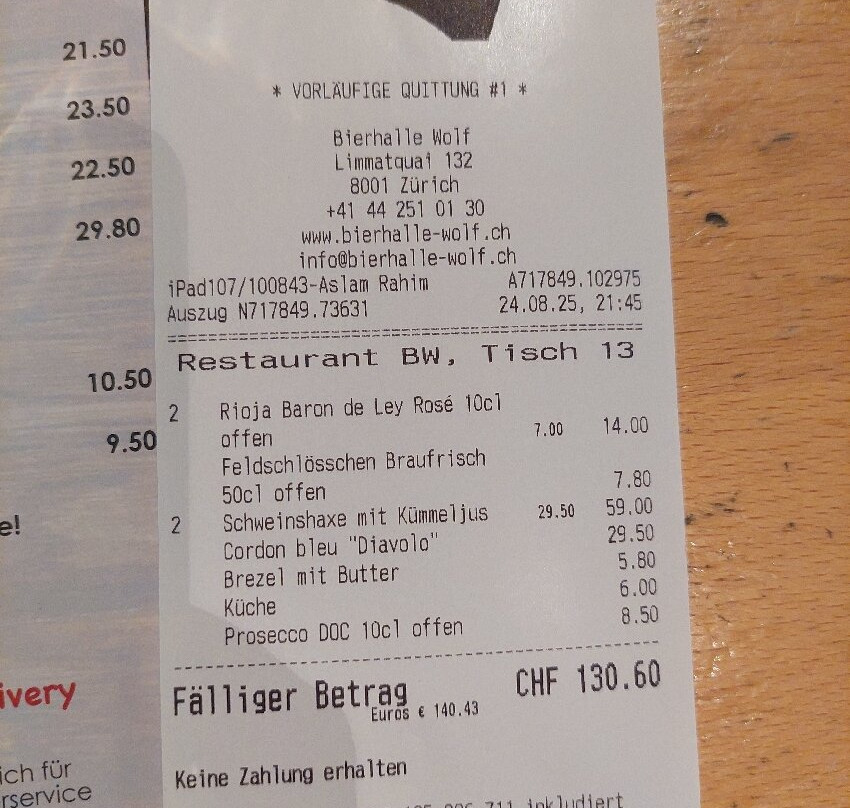 21.50
23.50
22.50
29.80
10.50
9.50
e!
ivery
ich für
rservice
* VORLÄUFIGE QUITTUNG #1 *
Bierhalle Wolf
Limmatquai 132
8001 Zürich
+41 44 251 01 30
www.bierhalle-wolf.ch
info@bierhalle-wolf.ch
iPad107/100843-Aslam Rahim A717849.102975
Auszug N717849.73631 24.08.25, 21:45
Restaurant BW, Tisch 13
2 Rioja Baron de Ley Rosé 10cl
offen 7.00 14.00
Feldschlösschen Braufrisch
50cl offen 7.80
2 Schweinshaxe mit Kümmeljus 29.50 59.00
Cordon bleu "Diavolo" 29.50
Brezel mit Butter 5.80
Küche 6.00
Prosecco DOC 10cl offen 8.50
Fälliger Betrag CHF 130.60
Euros € 140.43
Keine Zahlung erhalten
inkludiert